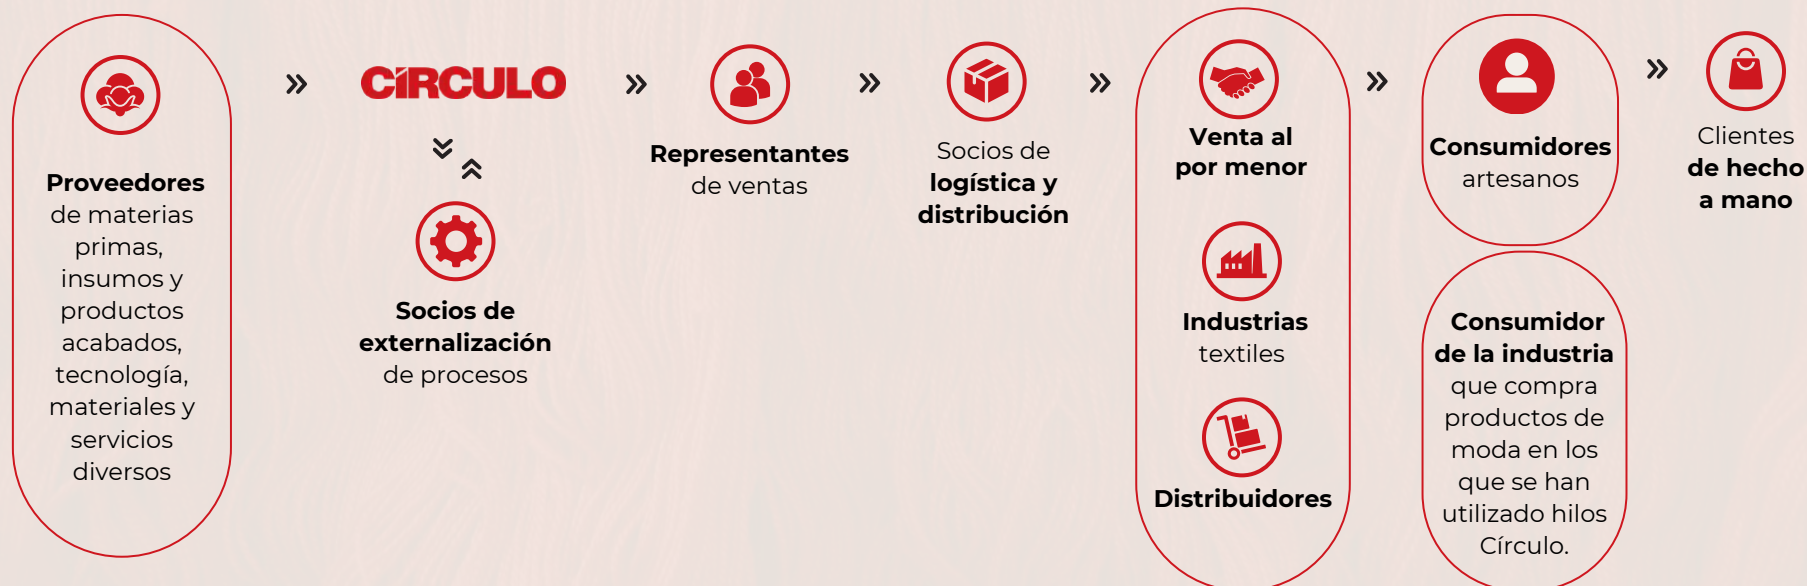 Proveedores
de materias
primas,
insumos y
productos
acabados,
tecnología,
materiales y
servicios
diversos
CÍRCULO
Socios de
externalización
de procesos
Representantes
de ventas
Socios de
logística y
distribución
Venta al
por menor
Industrias
textiles
Distribuidores
Consumidores
artesanos
Consumidor
de la industria
que compra
productos de
moda en los
que se han
utilizado hilos
Círculo.
Clientes
de hecho
a mano